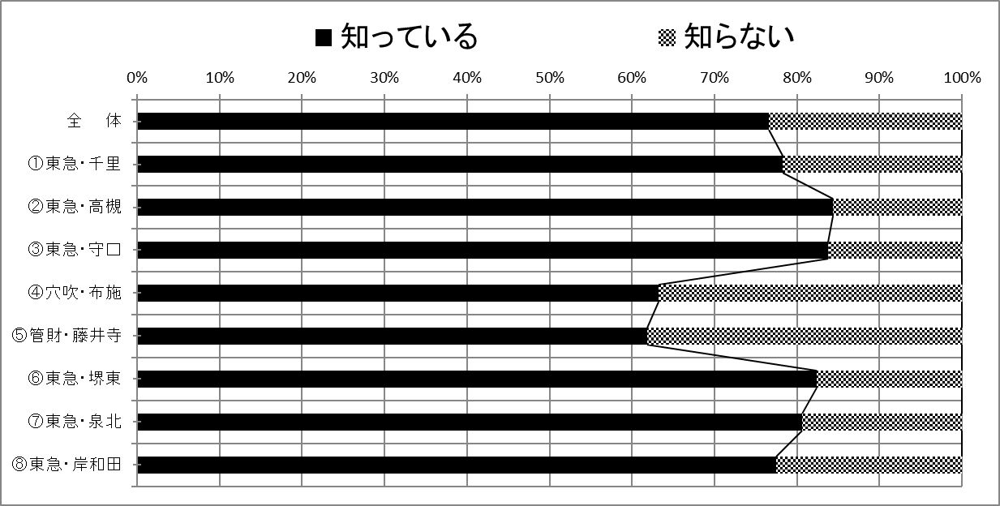 知っている 知らない
0% 10% 20% 30% 40% 50% 60% 70% 80% 90% 100%
全 体
①東急・千里
②東急・高槻
③東急・守口
④穴吹・布施
⑤管財・藤井寺
⑥東急・堺東
⑦東急・泉北
⑧東急・岸和田